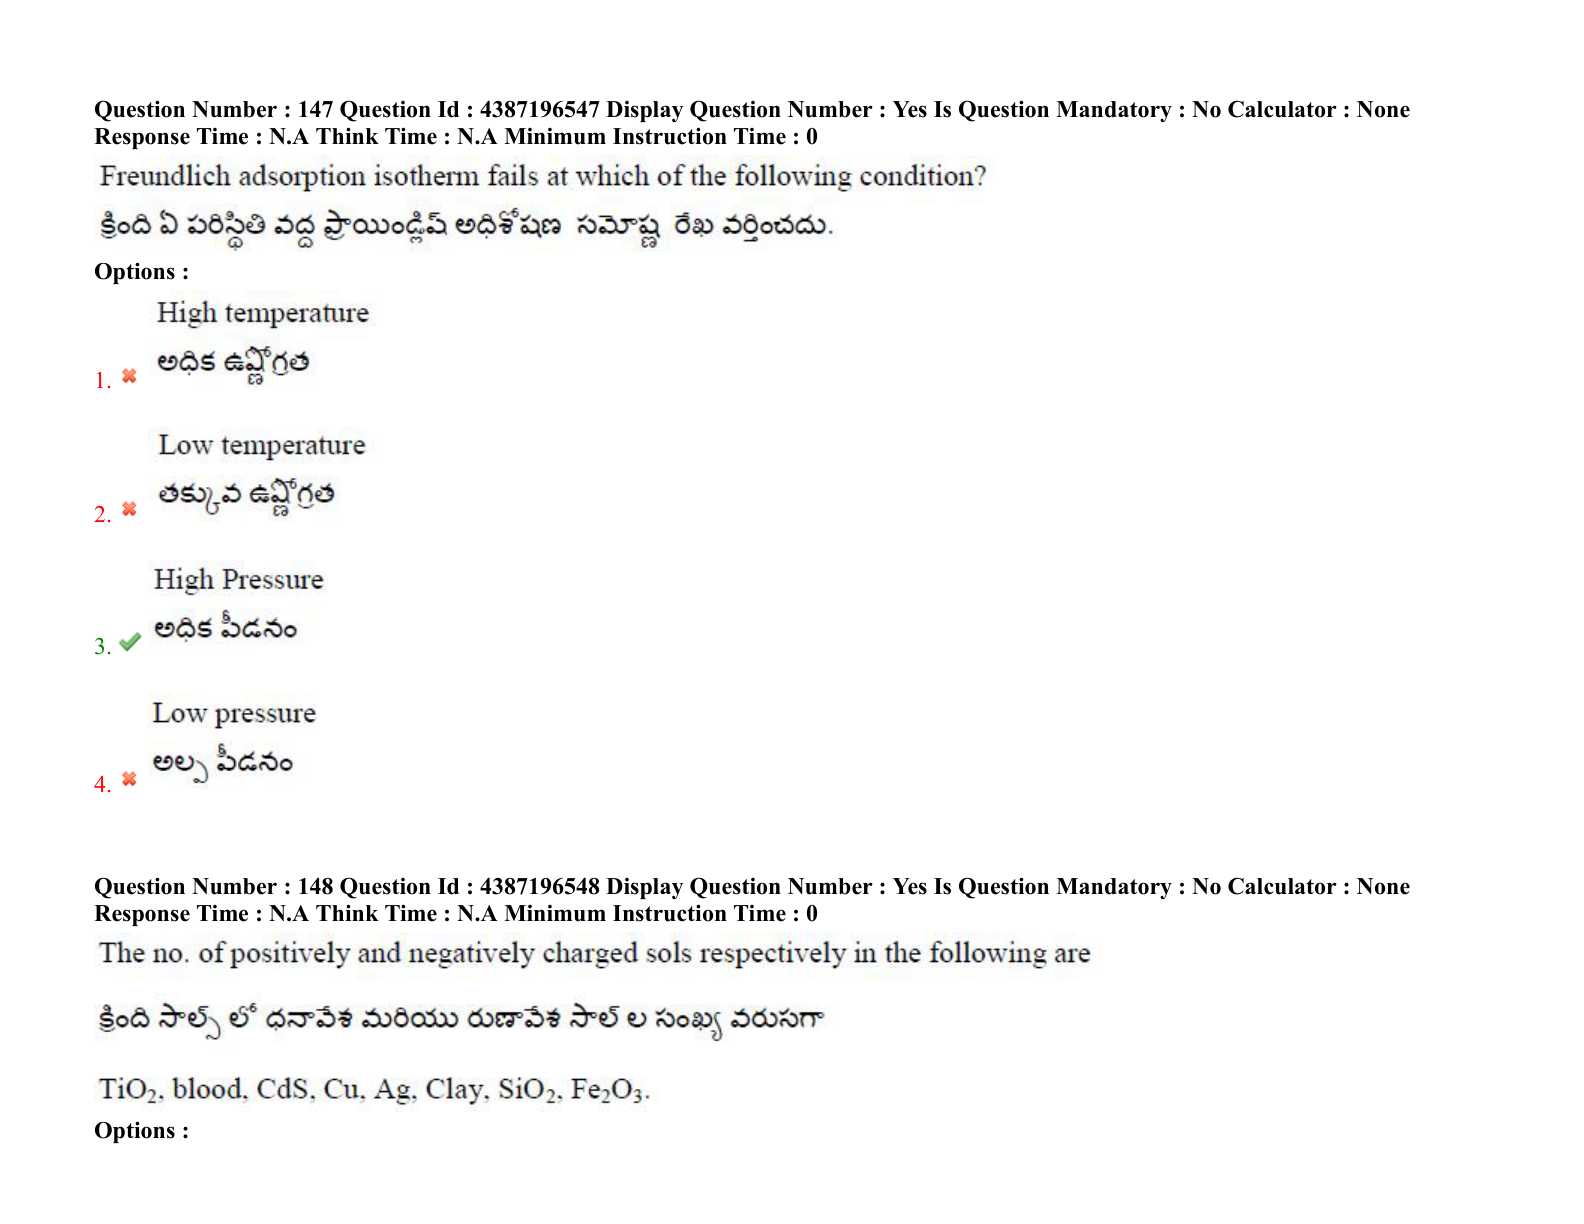 Question Number : 147 Question Id : 4387196547 Display Question Number : Yes Is Question Mandatory : No Calculator : None
Response Time : N.A Think Time : N.A Minimum Instruction Time : 0
Freundlich adsorption isotherm fails at which of the following condition?
క్రింది ఏ పరిస్థితి వద్ద ఫ్రాయిండ్లిష్ అధిశోషణ సమోష్ణ రేఖ వర్తించదు.
Options :
High temperature
అధిక ఉష్ణోగ్రత
1.
Low temperature
తక్కువ ఉష్ణోగ్రత
2.
High Pressure
అధిక పీడనం
3.
Low pressure
అల్ప పీడనం
4.
Question Number : 148 Question Id : 4387196548 Display Question Number : Yes Is Question Mandatory : No Calculator : None
Response Time : N.A Think Time : N.A Minimum Instruction Time : 0
The no. of positively and negatively charged sols respectively in the following are
క్రింది సాల్స్ లో ధనావేశ మరియు రుణావేశ సాల్ ల సంఖ్య వరుసగా
TiO₂, blood, CdS, Cu, Ag, Clay, SiO₂, Fe₂O₃.
Options :